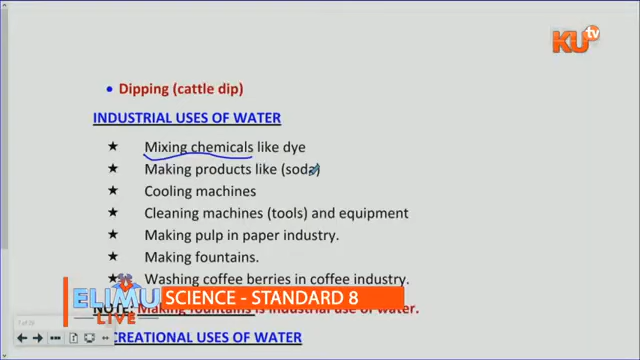 KU tv
• Dipping (cattle dip)
INDUSTRIAL USES OF WATER
★ Mixing chemicals like dye
★ Making products like (soda)
★ Cooling machines
★ Cleaning machines (tools) and equipment
★ Making pulp in paper industry.
★ Making fountains.
★ Washing coffee berries in coffee industry.
ELIMU LIVE
SCIENCE - STANDARD 8
NOTE: Making fountains is industrial use of water.
CREATIONAL USES OF WATER